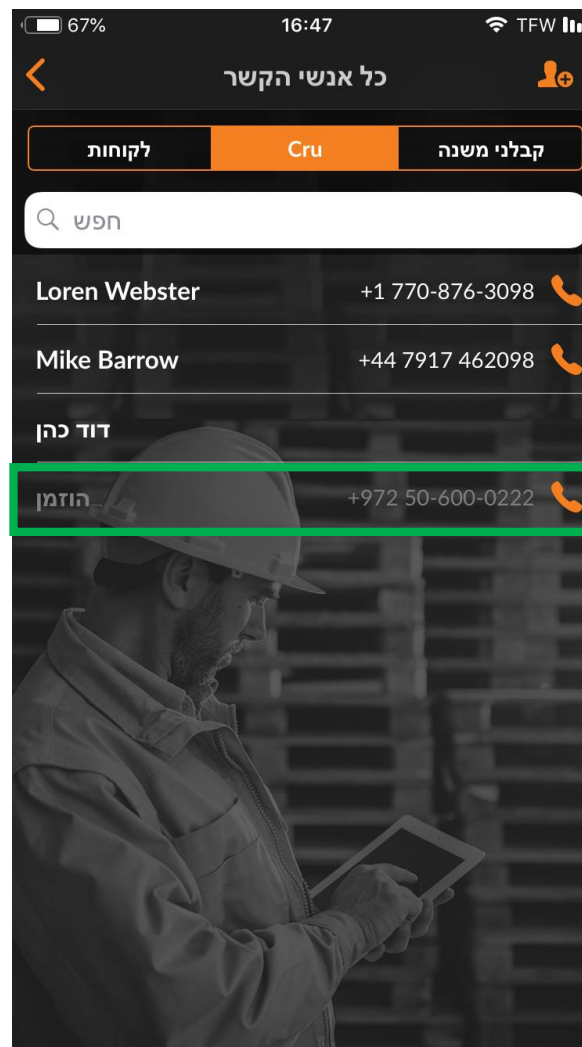 67% 16:47 TFW
כל אנשי הקשר
לקוחות Cru קבלני משנה
חפש
Loren Webster +1 770-876-3098
Mike Barrow +44 7917 462098
דוד כהן
הוזמן +972 50-600-0222